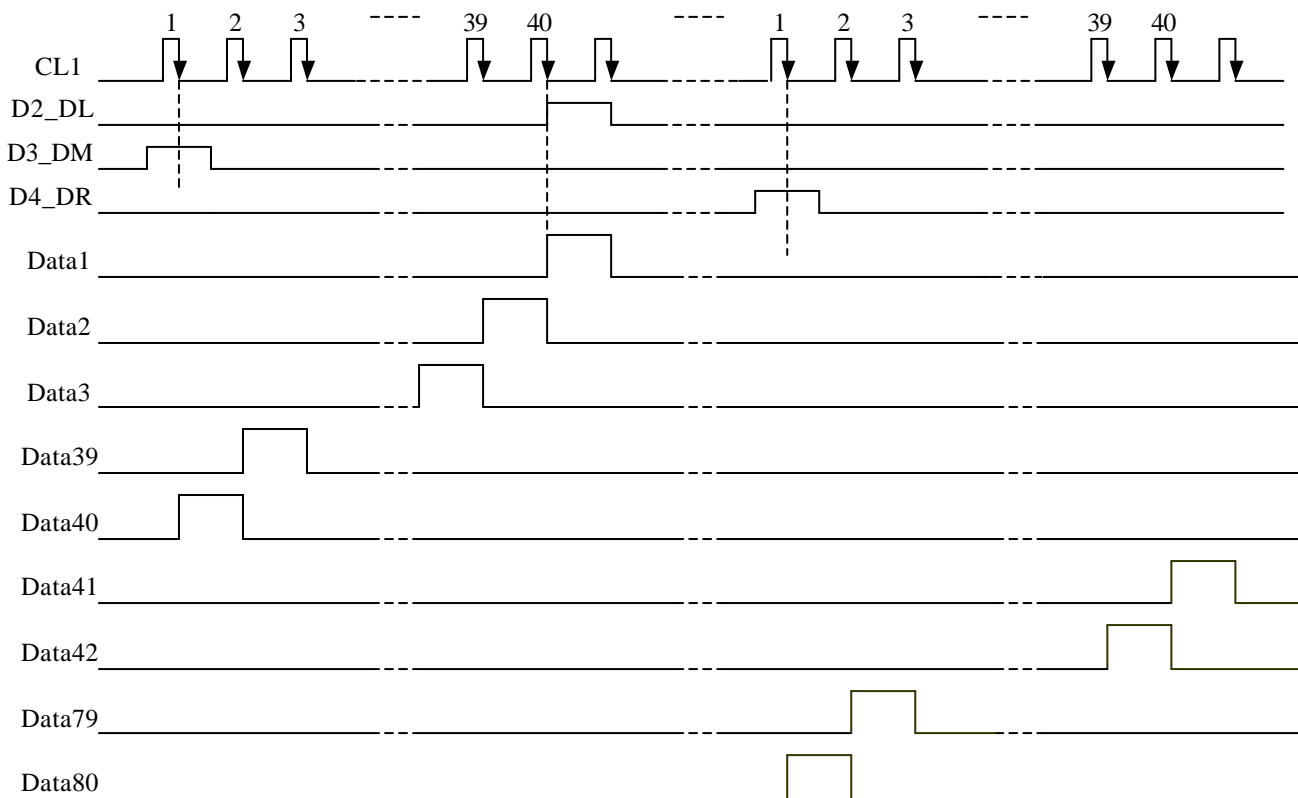 1 2 3 39 40 1 2 3 39 40
CL1
D2_DL
D3_DM
D4_DR
Data1
Data2
Data3
Data39
Data40
Data41
Data42
Data79
Data80